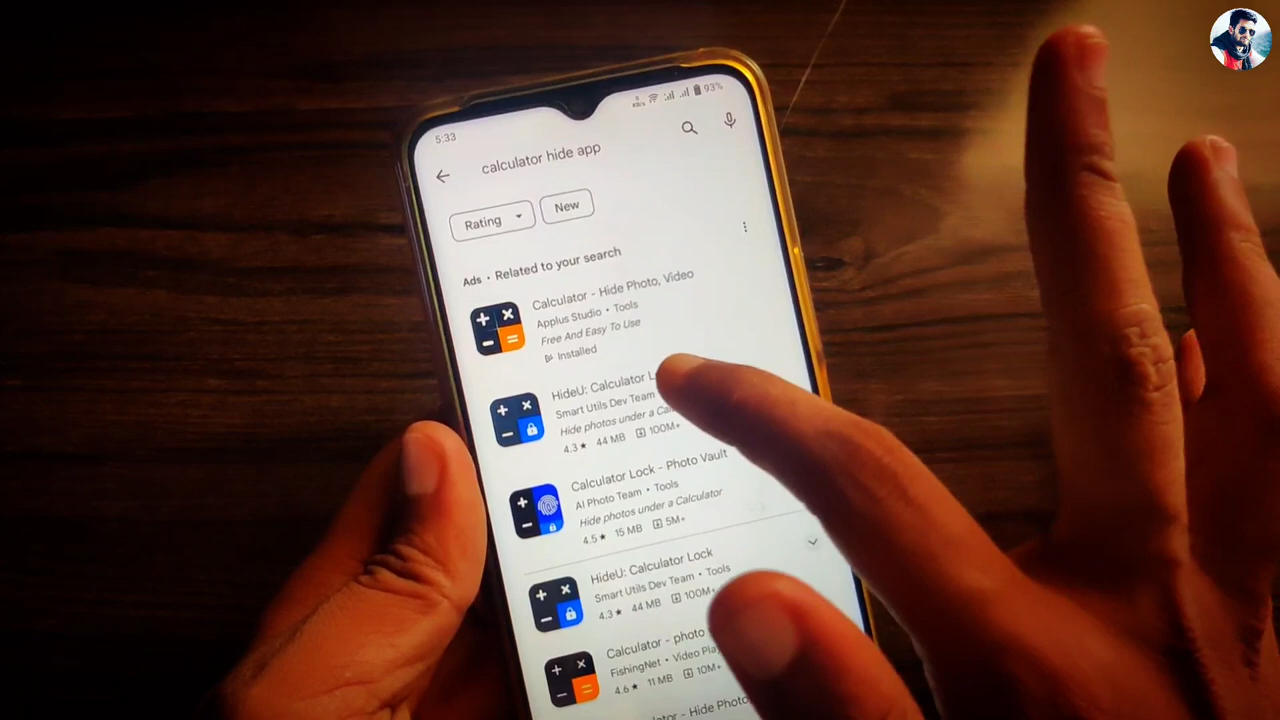 5:33
0
KB/s
93%
calculator hide app
Rating
New
Ads • Related to your search
Calculator - Hide Photo, Video
Applus Studio • Tools
Free And Easy To Use
Installed
HideU: Calculator
Smart Utils Dev Team
Hide photos under a
4.3★ 44 MB 100M+
Calculator Lock - Photo Vault
AI Photo Team • Tools
Hide photos under a Calculator
4.5★ 15 MB 5M+
HideU: Calculator Lock
Smart Utils Dev Team • Tools
4.3★ 44 MB 100M+
Calculator - photo
FishingNet • Video
4.6★ 11 MB 10M+
- Hide